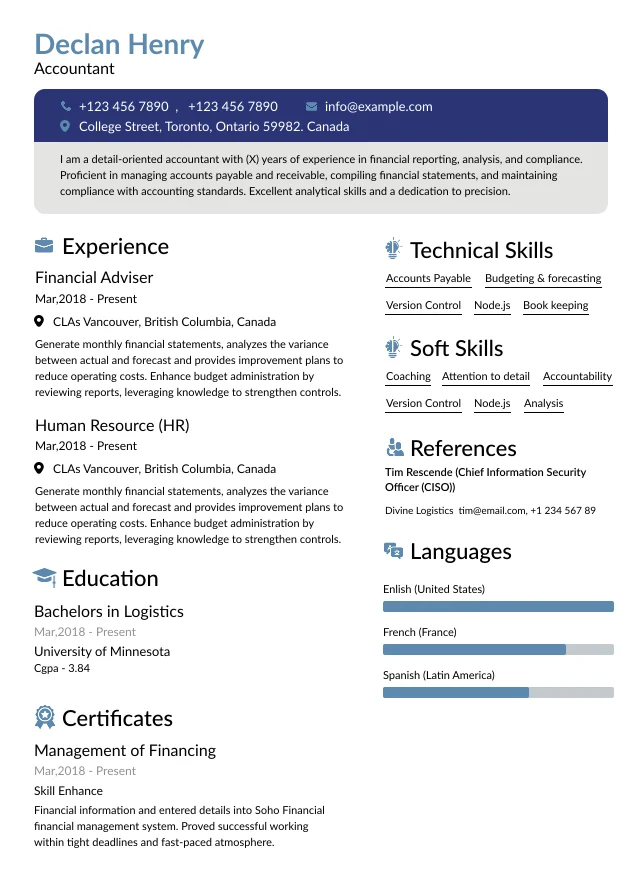 Declan Henry
Accountant
+123 456 7890 , +123 456 7890 info@example.com
College Street, Toronto, Ontario 59982. Canada
I am a detail-oriented accountant with (X) years of experience in financial reporting, analysis, and compliance.
Proficient in managing accounts payable and receivable, compiling financial statements, and maintaining
compliance with accounting standards. Excellent analytical skills and a dedication to precision.
Experience
Financial Adviser
Mar,2018 - Present
CLAs Vancouver, British Columbia, Canada
Generate monthly financial statements, analyzes the variance
between actual and forecast and provides improvement plans to
reduce operating costs. Enhance budget administration by
reviewing reports, leveraging knowledge to strengthen controls.
Human Resource (HR)
Mar,2018 - Present
CLAs Vancouver, British Columbia, Canada
Generate monthly financial statements, analyzes the variance
between actual and forecast and provides improvement plans to
reduce operating costs. Enhance budget administration by
reviewing reports, leveraging knowledge to strengthen controls.
Education
Bachelors in Logistics
Mar,2018 - Present
University of Minnesota
Cgpa - 3.84
Certificates
Management of Financing
Mar,2018 - Present
Skill Enhance
Financial information and entered details into Soho Financial
financial management system. Proved successful working
within tight deadlines and fast-paced atmosphere.
Technical Skills
Accounts Payable Budgeting & forecasting
Version Control Node.js Book keeping
Soft Skills
Coaching Attention to detail Accountability
Version Control Node.js Analysis
References
Tim Rescende (Chief Information Security
Officer (CISO))
Divine Logistics tim@email.com, +1 234 567 89
Languages
Enlish (United States)
French (France)
Spanish (Latin America)